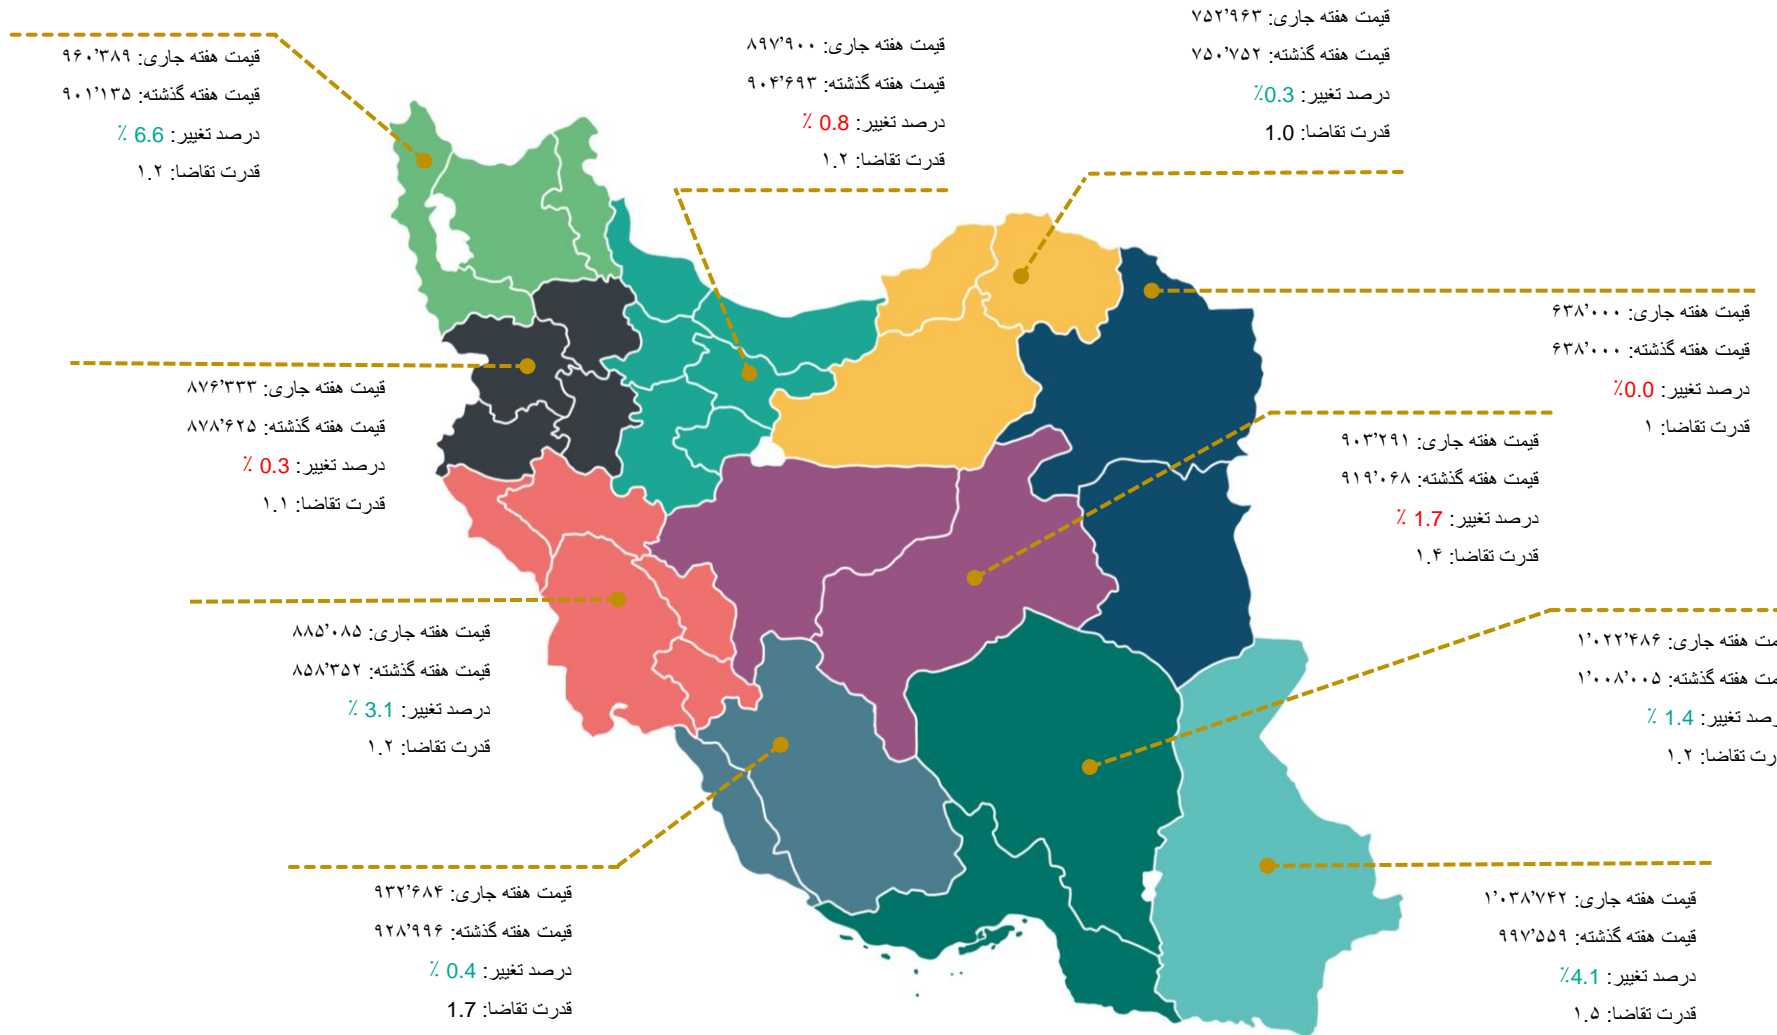 قیمت هفته جاری: ۷۵۲٬۹۶۳
قیمت هفته گذشته: ۷۵۰٬۷۵۲
درصد تغییر: 0.3٪
قدرت تقاضا: 1.0
قیمت هفته جاری: ۸۹۷٬۹۰۰
قیمت هفته گذشته: ۹۰۴٬۶۹۳
درصد تغییر: 0.8 ٪
قدرت تقاضا: ۱.۲
قیمت هفته جاری: ۹۶۰٬۳۸۹
قیمت هفته گذشته: ۹۰۱٬۱۳۵
درصد تغییر: 6.6 ٪
قدرت تقاضا: ۱.۲
قیمت هفته جاری: ۶۳۸٬۰۰۰
قیمت هفته گذشته: ۶۳۸٬۰۰۰
درصد تغییر: 0.0٪
قدرت تقاضا: ۱
قیمت هفته جاری: ۸۷۶٬۳۳۳
قیمت هفته گذشته: ۸۷۸٬۶۲۵
درصد تغییر: 0.3 ٪
قدرت تقاضا: ۱.۱
قیمت هفته جاری: ۹۰۳٬۲۹۱
قیمت هفته گذشته: ۹۱۹٬۰۶۸
درصد تغییر: 1.7 ٪
قدرت تقاضا: ۱.۴
هفته جاری: ۱٬۰۲۲٬۴۸۶
هفته گذشته: ۱٬۰۰۸٬۰۰۵
تغییر: 1.4 ٪
تقاضا: ۱.۲
قیمت هفته جاری: ۸۸۵٬۰۸۵
قیمت هفته گذشته: ۸۵۸٬۳۵۲
درصد تغییر: 3.1 ٪
قدرت تقاضا: ۱.۲
قیمت هفته جاری: ۱٬۰۳۸٬۷۴۲
قیمت هفته گذشته: ۹۹۷٬۵۵۹
درصد تغییر: 4.1٪
قدرت تقاضا: ۱.۵
قیمت هفته جاری: ۹۳۲٬۶۸۴
قیمت هفته گذشته: ۹۲۸٬۹۹۶
درصد تغییر: 0.4 ٪
قدرت تقاضا: 1.7